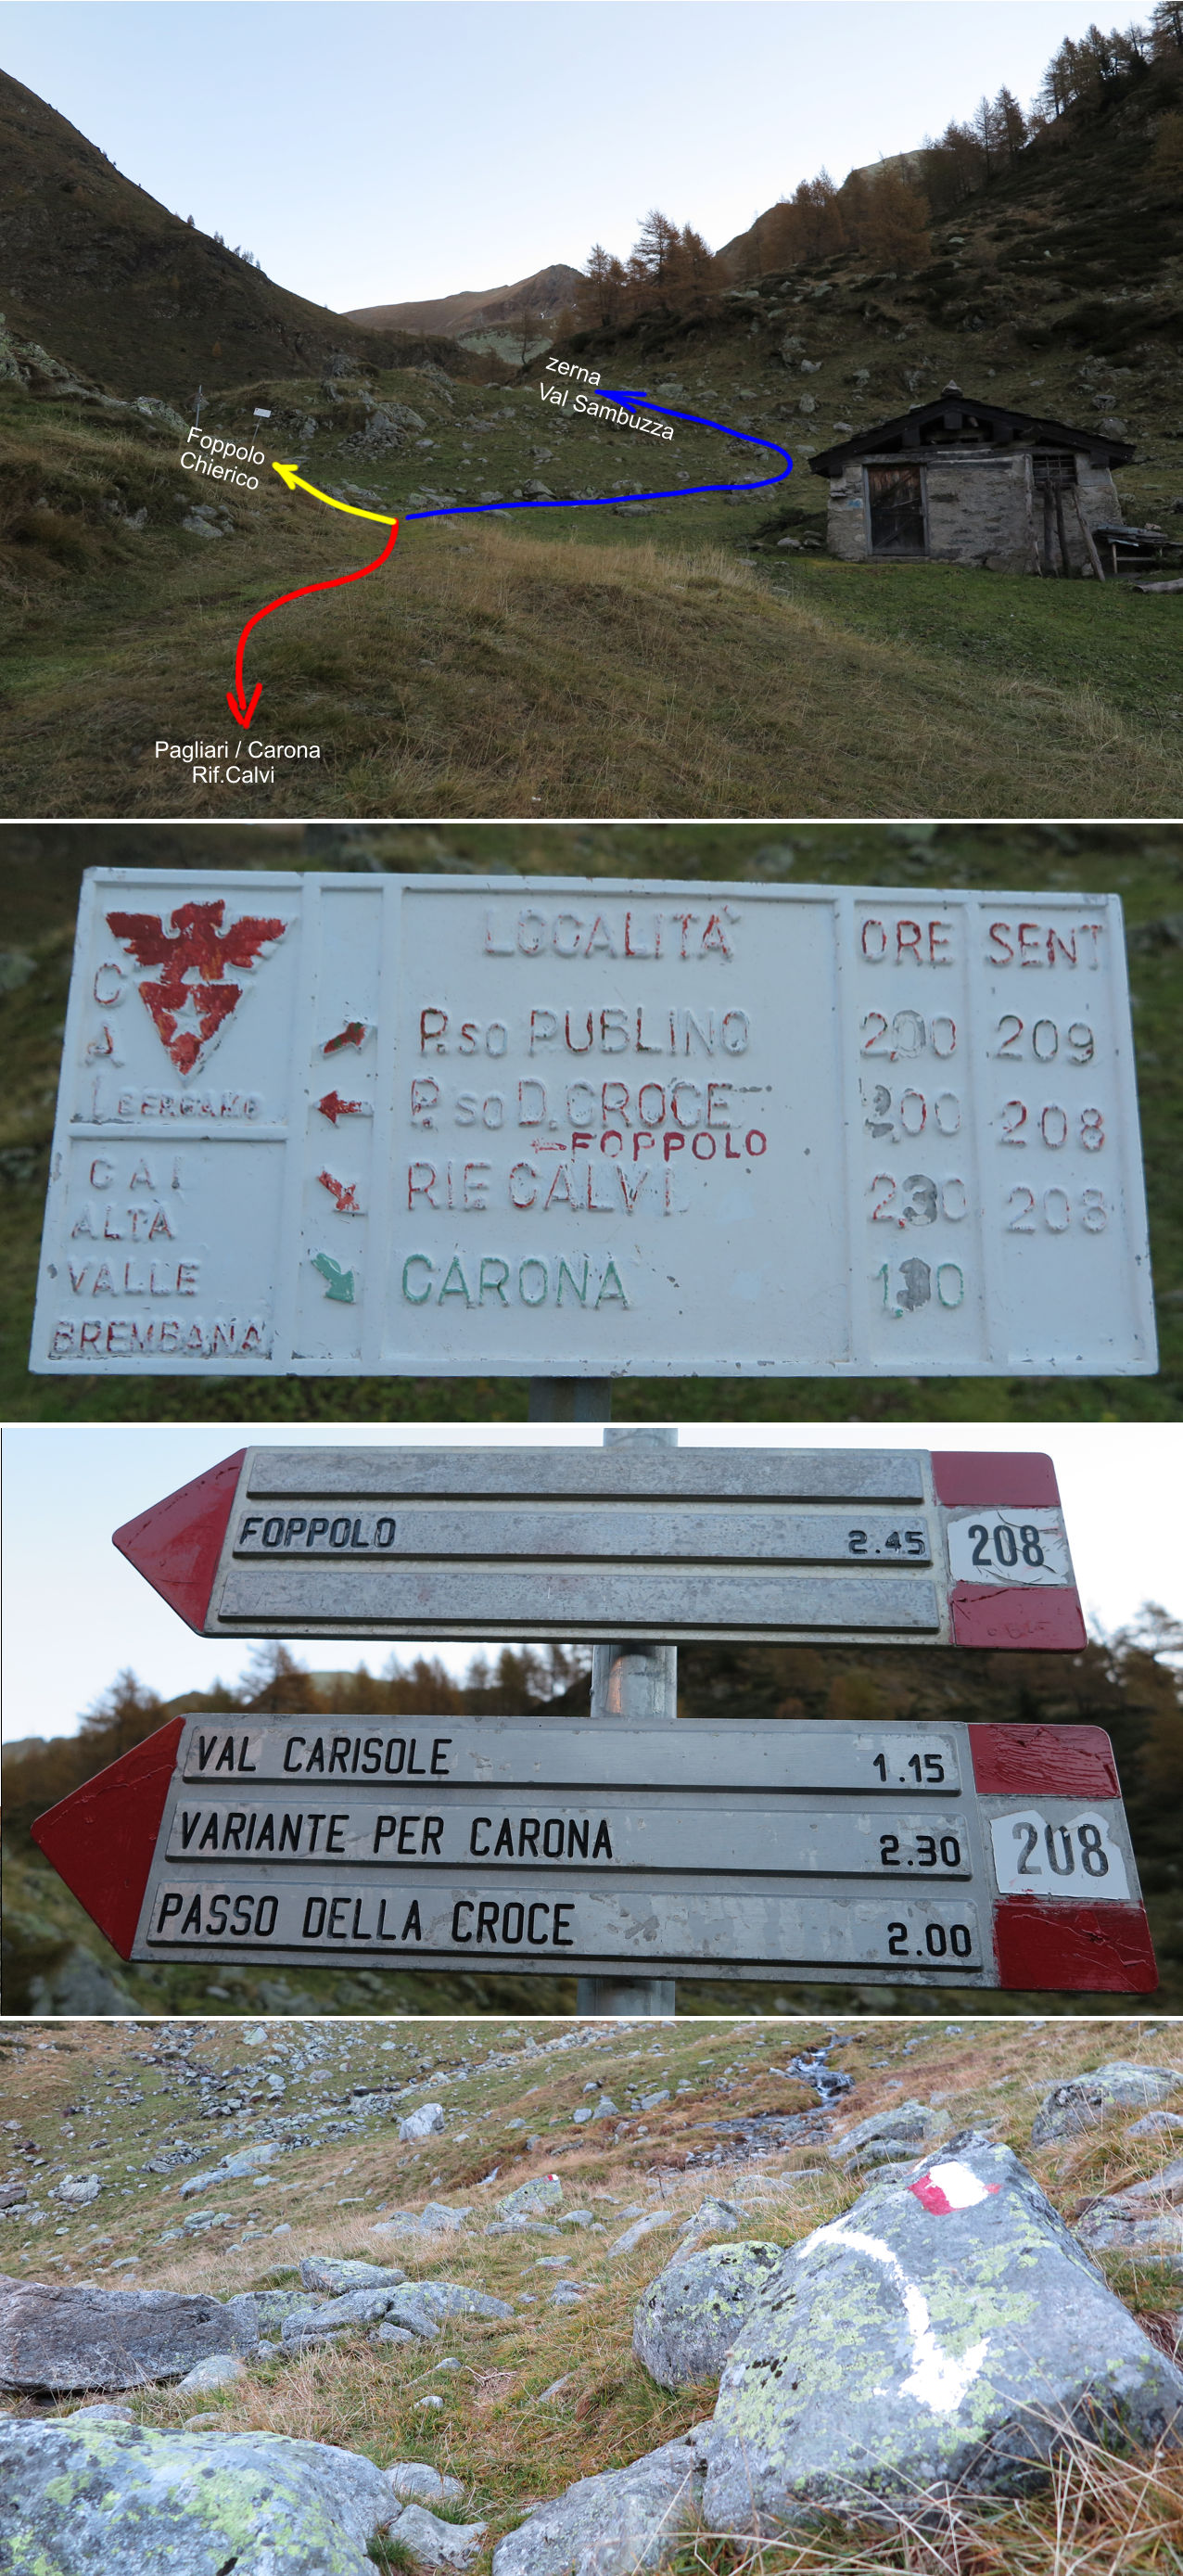 zerna
Val Sambuzza
Foppolo
Chierico
Pagliari / Carona
Rif.Calvi
LOCALITÀ ORE SENT
C
A
I BERGAMO
P.so PUBLINO 2,00 209
P.so D.CROCE 2,00 208
←FOPPOLO
RIF CALVI 2,30 208
CARONA 1,30
CAI
ALTA
VALLE
BREMBANA
FOPPOLO 2.45
208
VAL CARISOLE 1.15
VARIANTE PER CARONA 2.30
208
PASSO DELLA CROCE 2.00